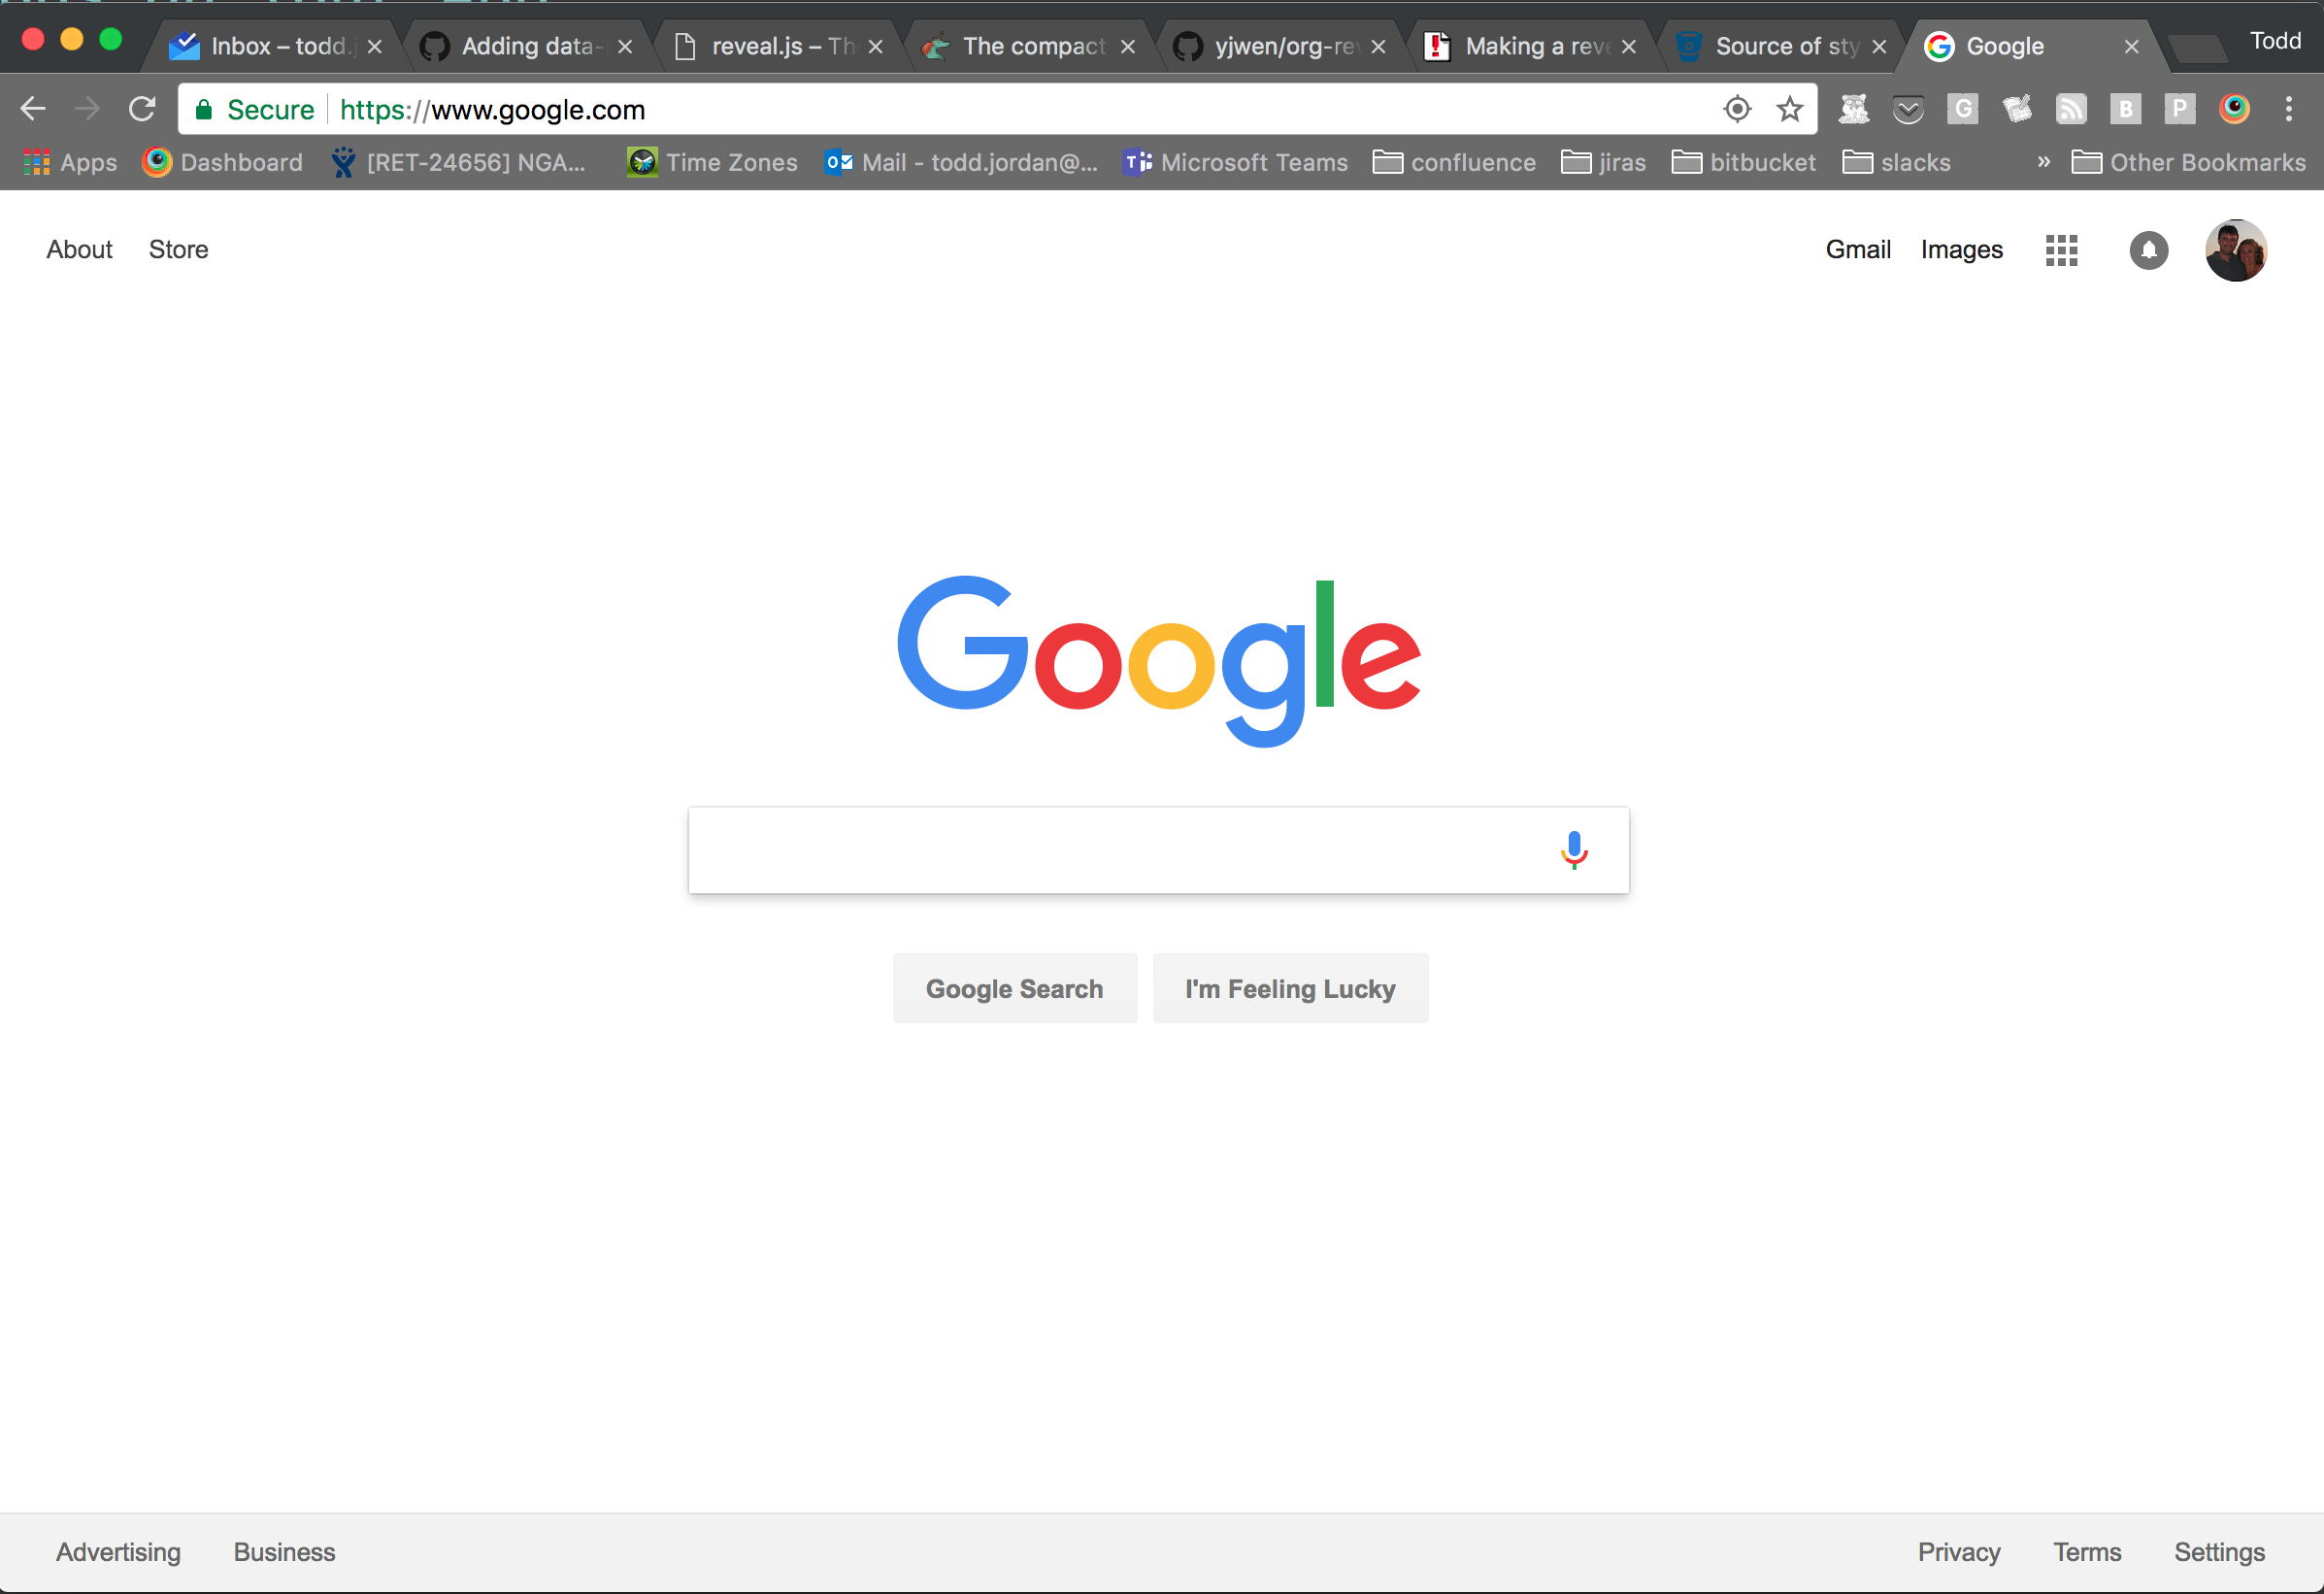 Inbox – todd.j
Adding data-
reveal.js – Th
The compact
yjwen/org-rev
Making a reve
Source of sty
Google
Todd
Secure https://www.google.com
G
B
P
Apps
Dashboard
[RET-24656] NGA...
Time Zones
Mail - todd.jordan@...
Microsoft Teams
confluence
jiras
bitbucket
slacks
»
Other Bookmarks
About Store
Gmail Images
Google
Google Search
I'm Feeling Lucky
Advertising Business
Privacy Terms Settings